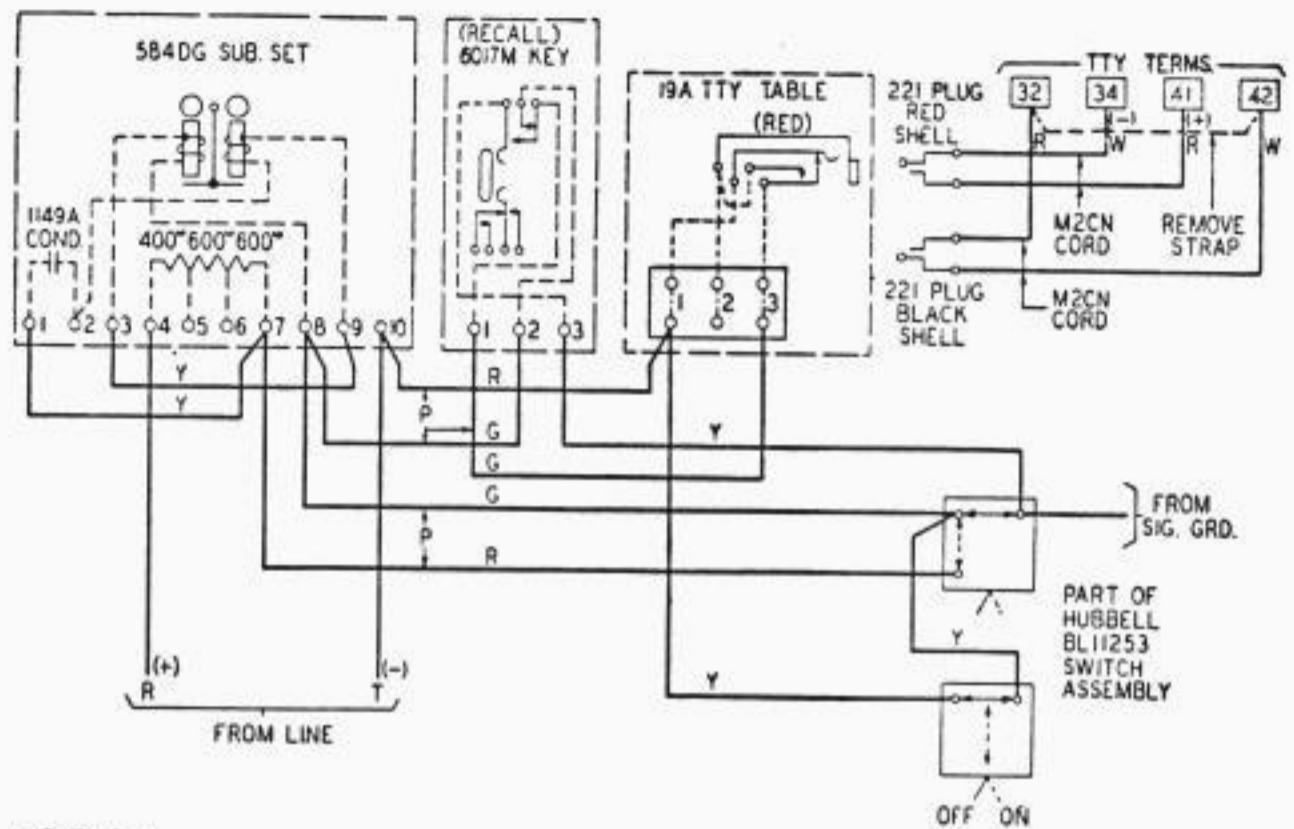 584DG SUB. SET
1149A
COND.
400ω 600ω 600ω
1 2 3 4 5 6 7 8 9 10
(RECALL)
6017M KEY
1 2 3
19A TTY TABLE
(RED)
1 2 3
221 PLUG
RED
SHELL
221 PLUG
BLACK
SHELL
TTY TERMS.
32 34 41 42
(-) (+)
R W R W
M2CN
CORD
REMOVE
STRAP
M2CN
CORD
Y
Y
R
P
G
G
Y
G
P
R
FROM
SIG. GRD.
PART OF
HUBBELL
BL11253
SWITCH
ASSEMBLY
Y
Y
(+) (-)
R T
FROM LINE
OFF ON